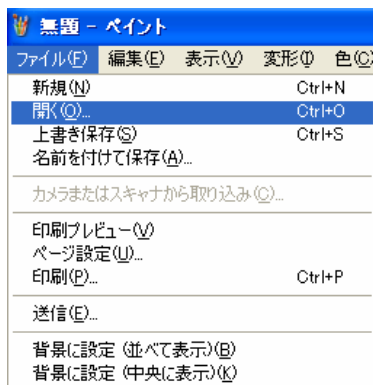 無題 - ペイント
ファイル(F) 編集(E) 表示(V) 変形(I) 色(C)
新規(N) Ctrl+N
開く(O)... Ctrl+O
上書き保存(S) Ctrl+S
名前を付けて保存(A)...
カメラまたはスキャナから取り込み(C)...
印刷プレビュー(V)
ページ設定(U)...
印刷(P)... Ctrl+P
送信(E)...
背景に設定 (並べて表示)(B)
背景に設定 (中央に表示)(K)